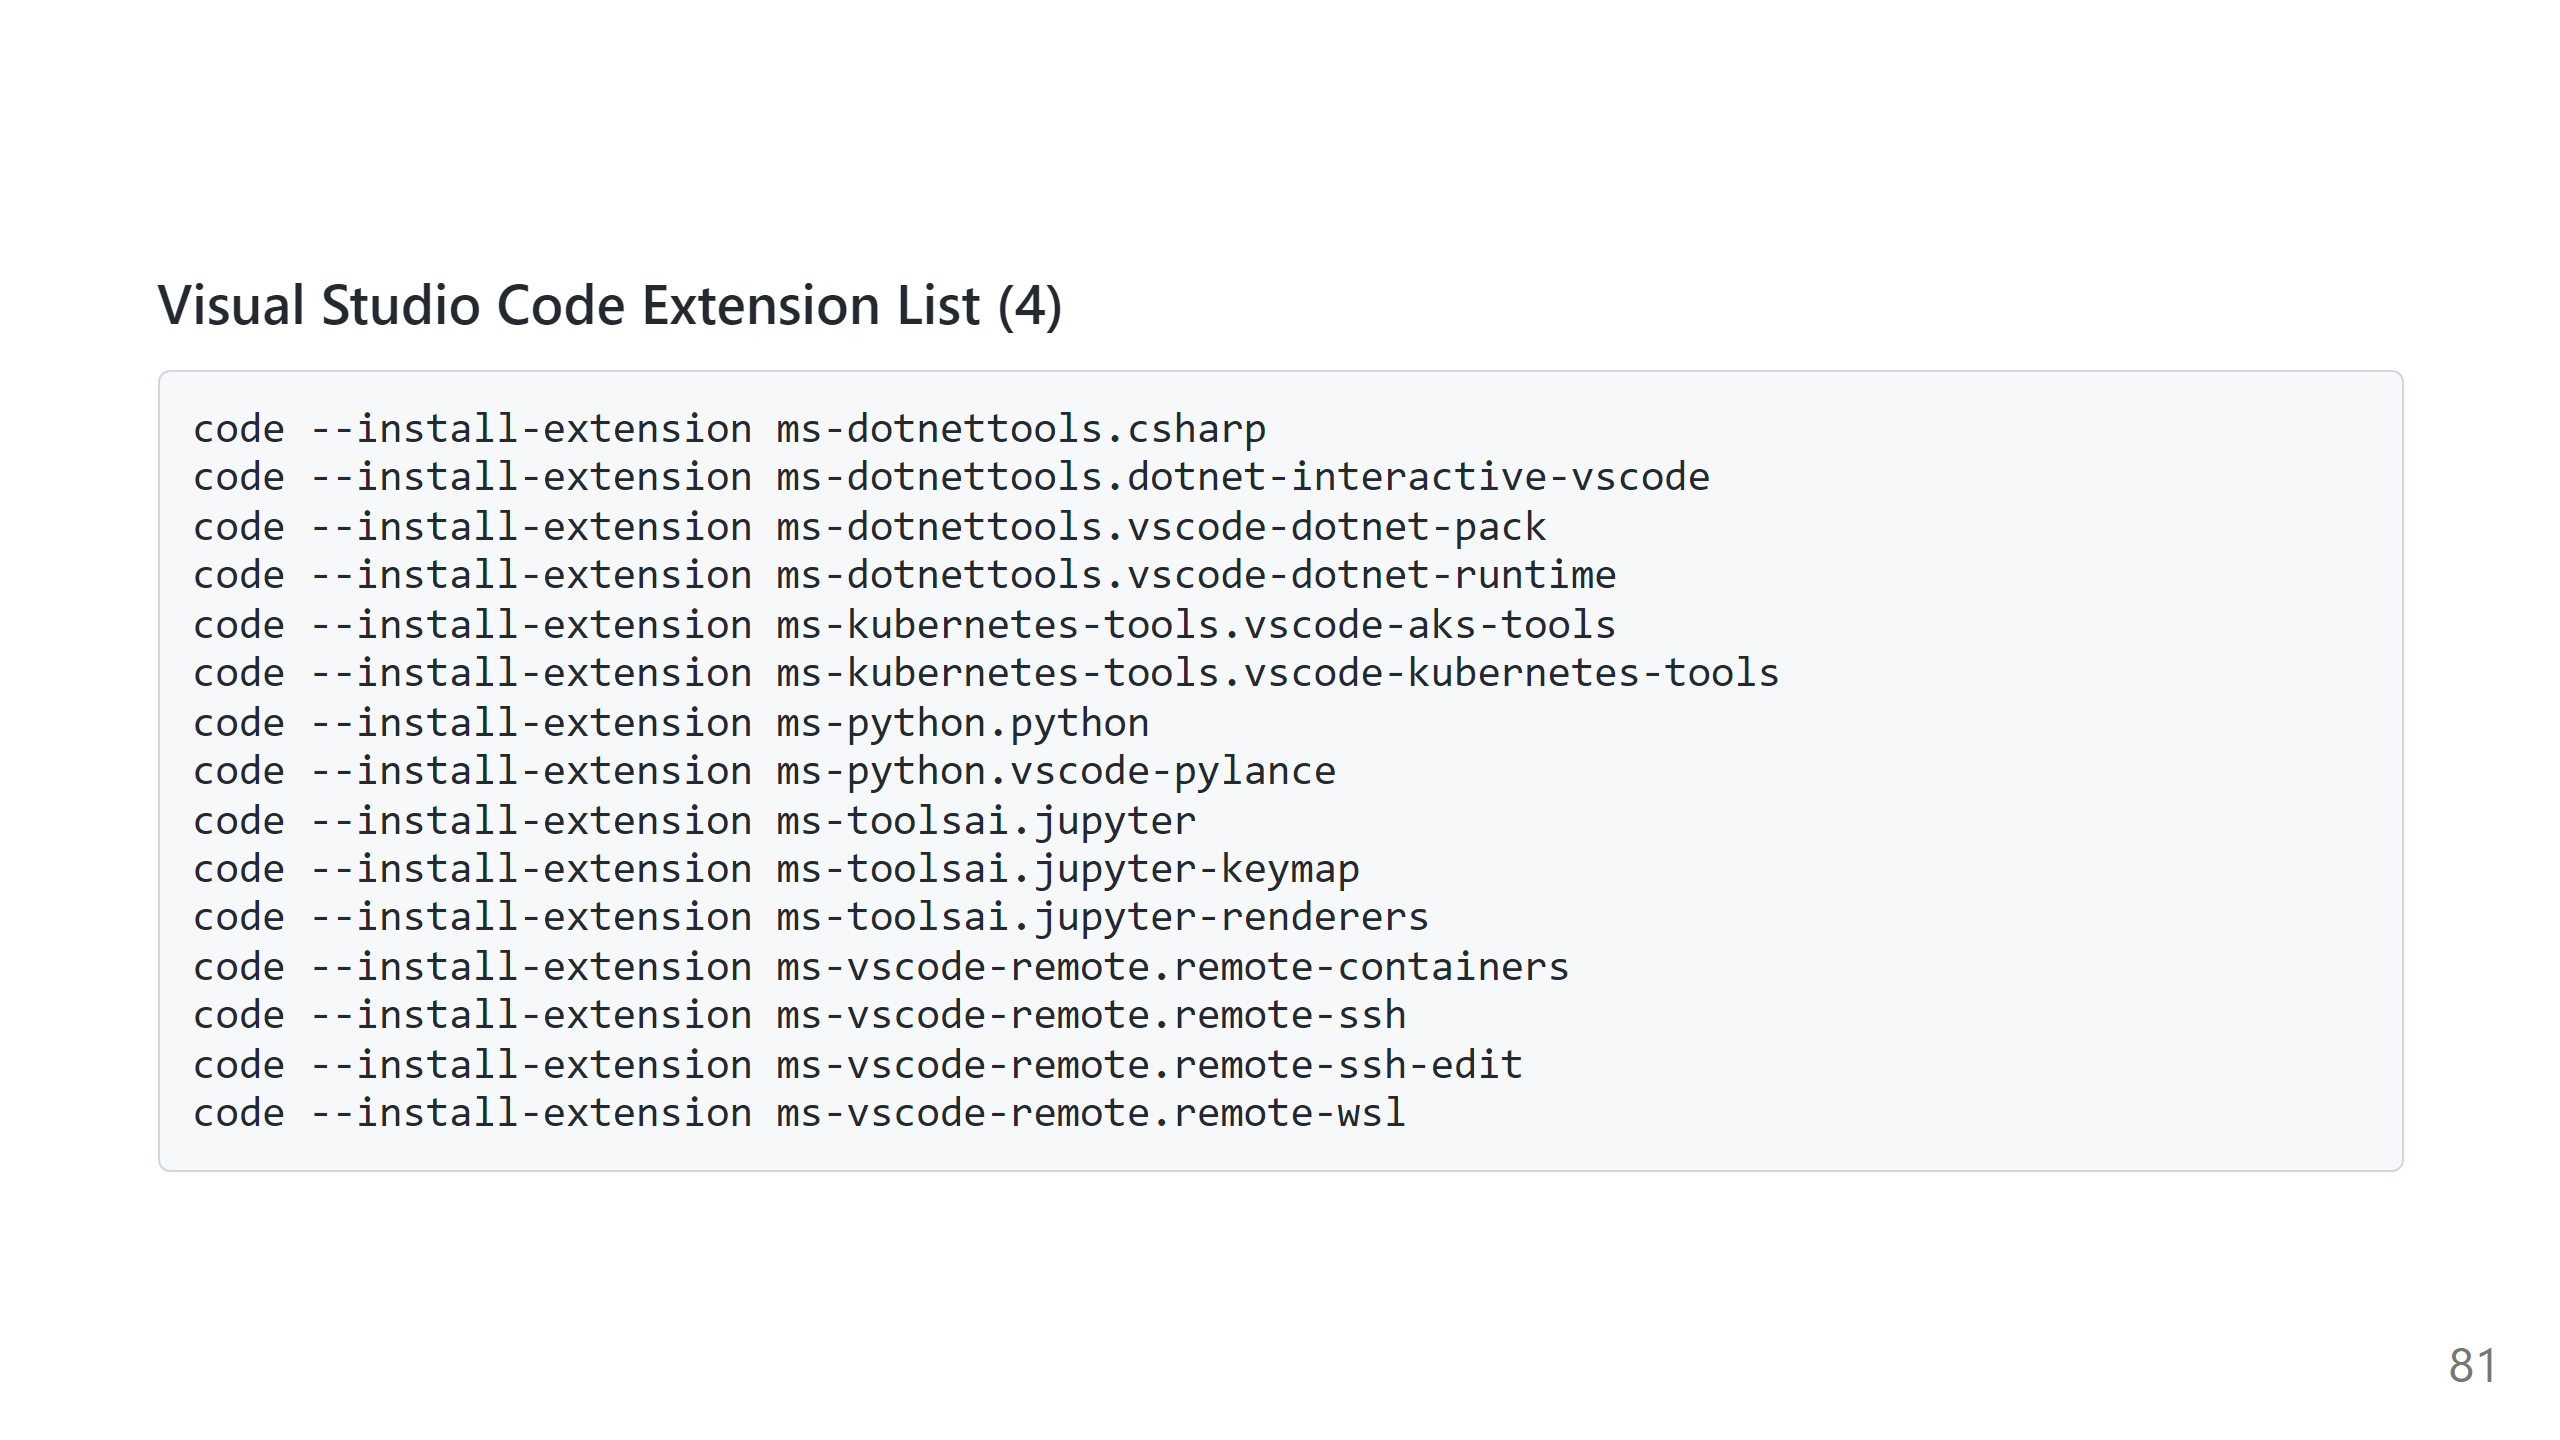 Visual Studio Code Extension List (4)
code --install-extension ms-dotnettools.csharp
code --install-extension ms-dotnettools.dotnet-interactive-vscode
code --install-extension ms-dotnettools.vscode-dotnet-pack
code --install-extension ms-dotnettools.vscode-dotnet-runtime
code --install-extension ms-kubernetes-tools.vscode-aks-tools
code --install-extension ms-kubernetes-tools.vscode-kubernetes-tools
code --install-extension ms-python.python
code --install-extension ms-python.vscode-pylance
code --install-extension ms-toolsai.jupyter
code --install-extension ms-toolsai.jupyter-keymap
code --install-extension ms-toolsai.jupyter-renderers
code --install-extension ms-vscode-remote.remote-containers
code --install-extension ms-vscode-remote.remote-ssh
code --install-extension ms-vscode-remote.remote-ssh-edit
code --install-extension ms-vscode-remote.remote-wsl
81